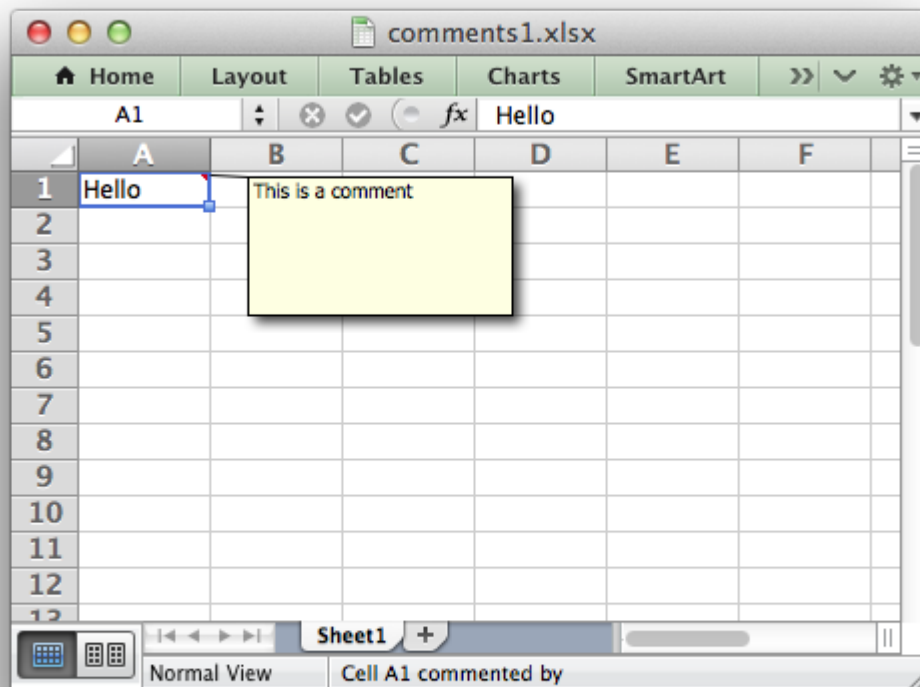 comments1.xlsx
Home Layout Tables Charts SmartArt
A1 fx Hello
A B C D E F
1 Hello This is a comment
2
3
4
5
6
7
8
9
10
11
12
13
Sheet1
Normal View Cell A1 commented by